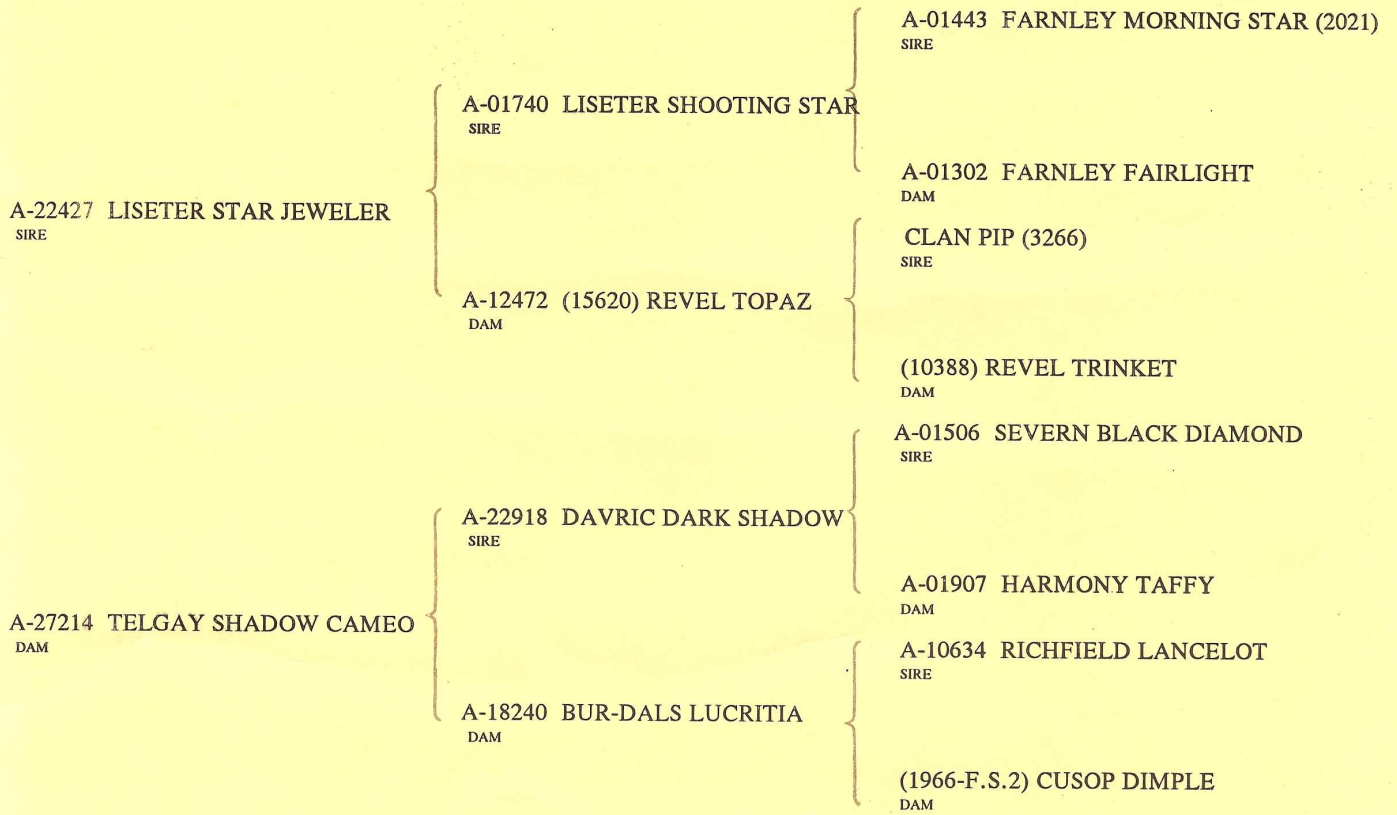 A-01443 FARNLEY MORNING STAR (2021)
SIRE
A-01740 LISETER SHOOTING STAR
SIRE
A-01302 FARNLEY FAIRLIGHT
DAM
A-22427 LISETER STAR JEWELER
SIRE
CLAN PIP (3266)
SIRE
A-12472 (15620) REVEL TOPAZ
DAM
(10388) REVEL TRINKET
DAM
A-01506 SEVERN BLACK DIAMOND
SIRE
A-22918 DAVRIC DARK SHADOW
SIRE
A-01907 HARMONY TAFFY
DAM
A-27214 TELGAY SHADOW CAMEO
DAM
A-10634 RICHFIELD LANCELOT
SIRE
A-18240 BUR-DALS LUCRITIA
DAM
(1966-F.S.2) CUSOP DIMPLE
DAM